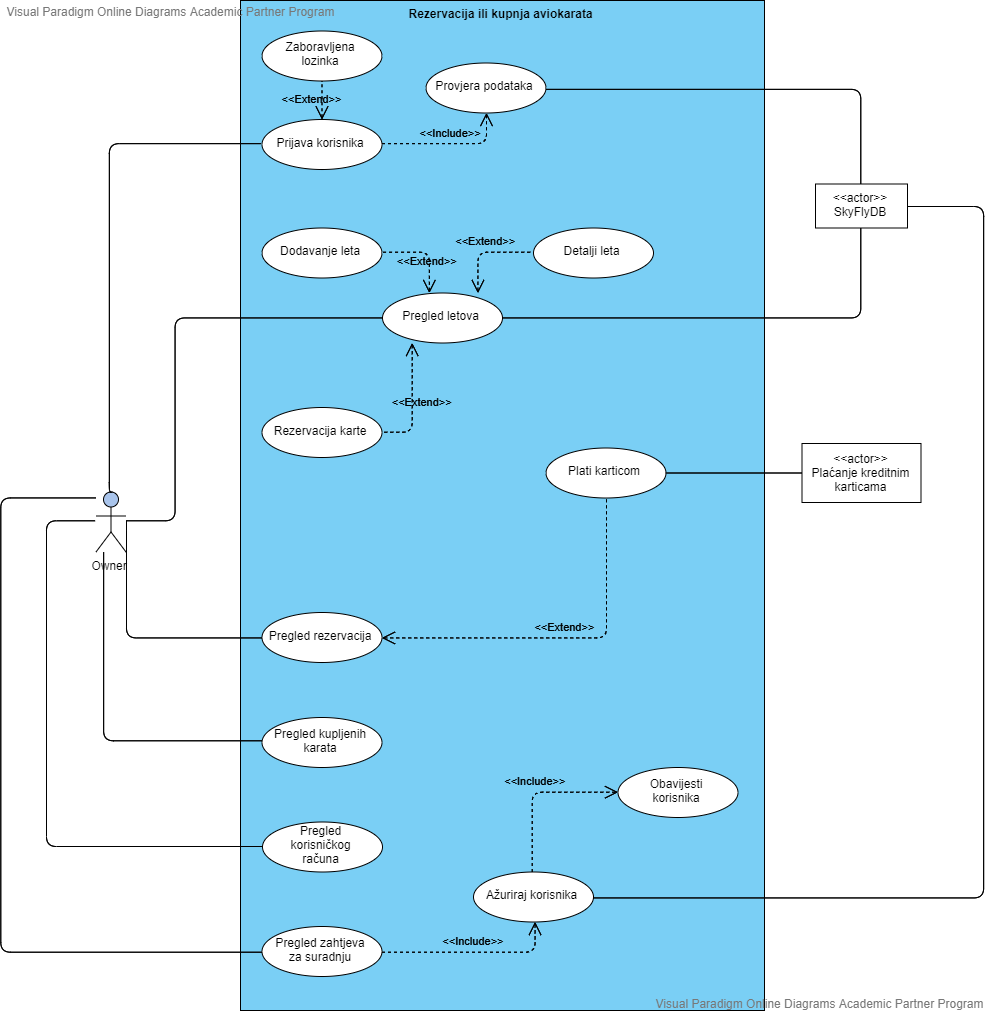 Visual Paradigm Online Diagrams Academic Partner Program
Rezervacija ili kupnja aviokarata
Zaboravljena
lozinka
<<Extend>>
Provjera podataka
<<Include>>
Prijava korisnika
<<actor>>
SkyFlyDB
Dodavanje leta
<<Extend>>
<<Extend>>
Detalji leta
Pregled letova
<<Extend>>
Rezervacija karte
Plati karticom
<<actor>>
Plaćanje kreditnim
karticama
Owner
Pregled rezervacija
<<Extend>>
Pregled kupljenih
karata
<<Include>>
Obavijesti
korisnika
Pregled
korisničkog
računa
Ažuriraj korisnika
Pregled zahtjeva
za suradnju
<<Include>>
Visual Paradigm Online Diagrams Academic Partner Program